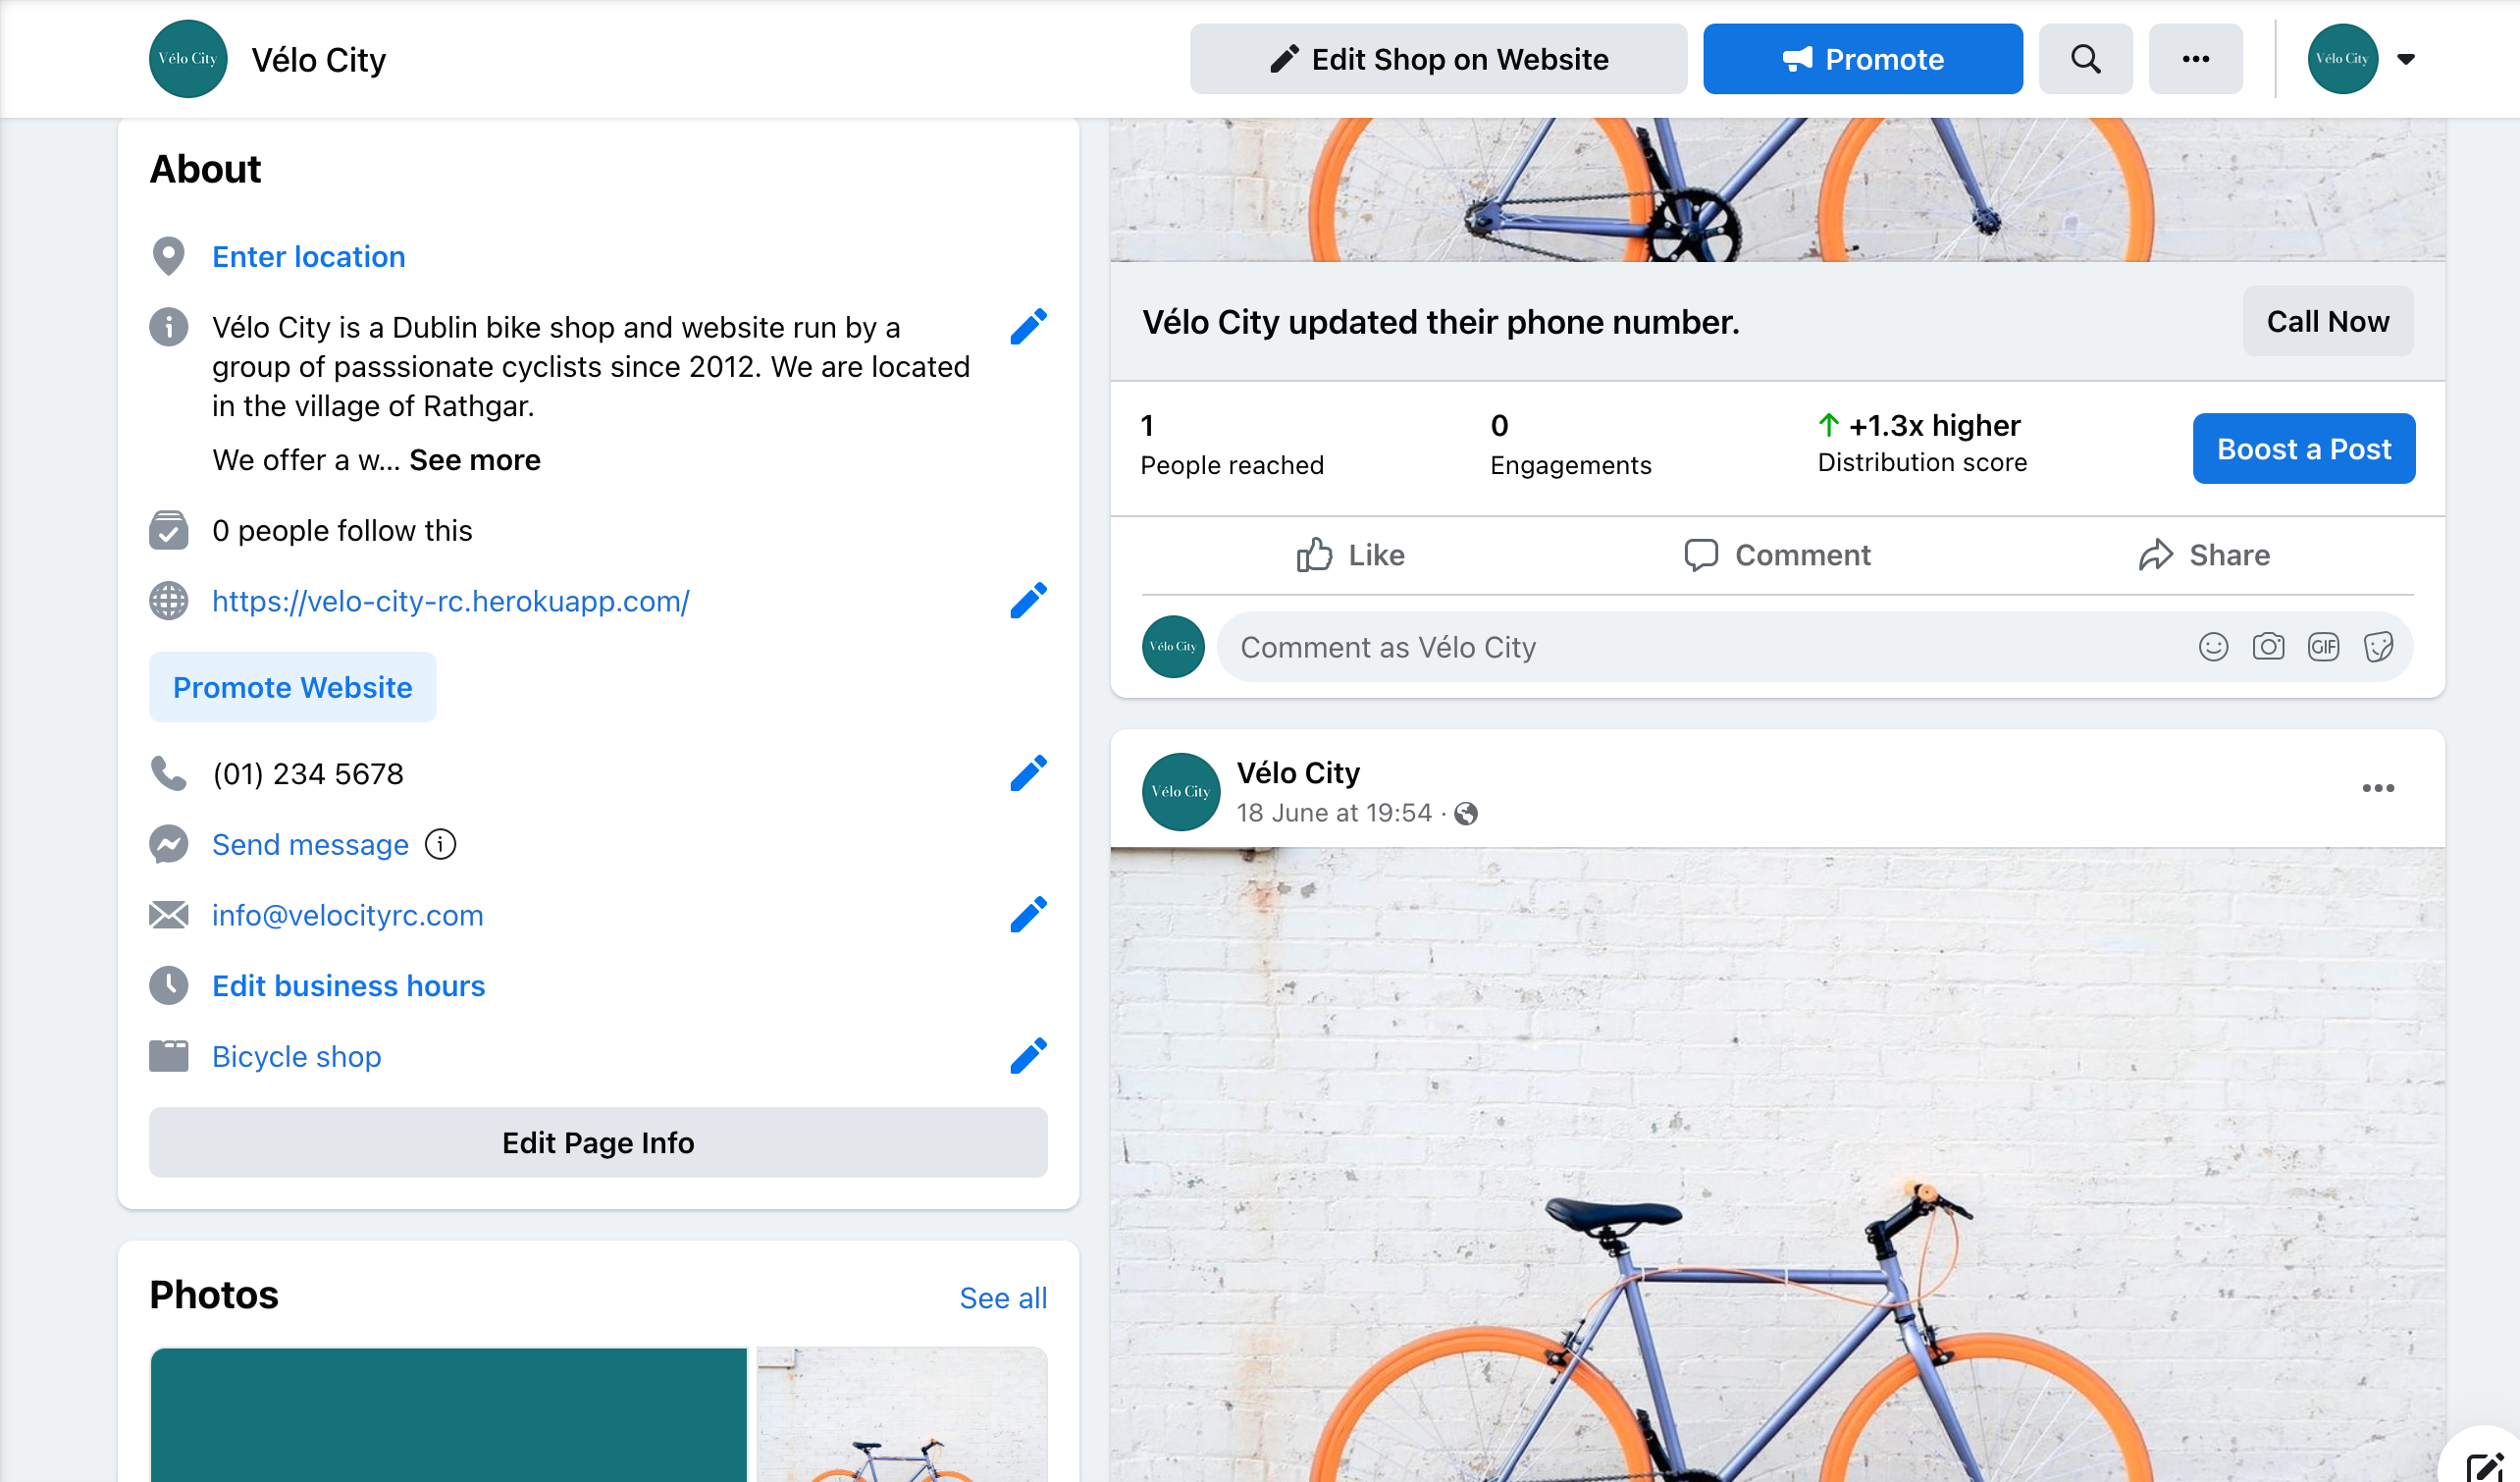 Vélo City
Vélo City
Edit Shop on Website
Promote
Vélo City
About
Enter location
Vélo City is a Dublin bike shop and website run by a
group of passsionate cyclists since 2012. We are located
in the village of Rathgar.
We offer a w... See more
0 people follow this
https://velo-city-rc.herokuapp.com/
Promote Website
(01) 234 5678
Send message
info@velocityrc.com
Edit business hours
Bicycle shop
Edit Page Info
Photos
See all
Vélo City updated their phone number.
Call Now
1
People reached
0
Engagements
+1.3x higher
Distribution score
Boost a Post
Like
Comment
Share
Vélo City
Comment as Vélo City
GIF
Vélo City
Vélo City
18 June at 19:54 ·